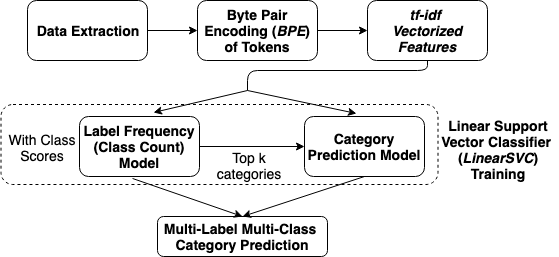 Data Extraction
Byte Pair
Encoding (BPE)
of Tokens
tf-idf
Vectorized
Features
With Class
Scores
Label Frequency
(Class Count)
Model
Top k
categories
Category
Prediction Model
Linear Support
Vector Classifier
(LinearSVC)
Training
Multi-Label Multi-Class
Category Prediction